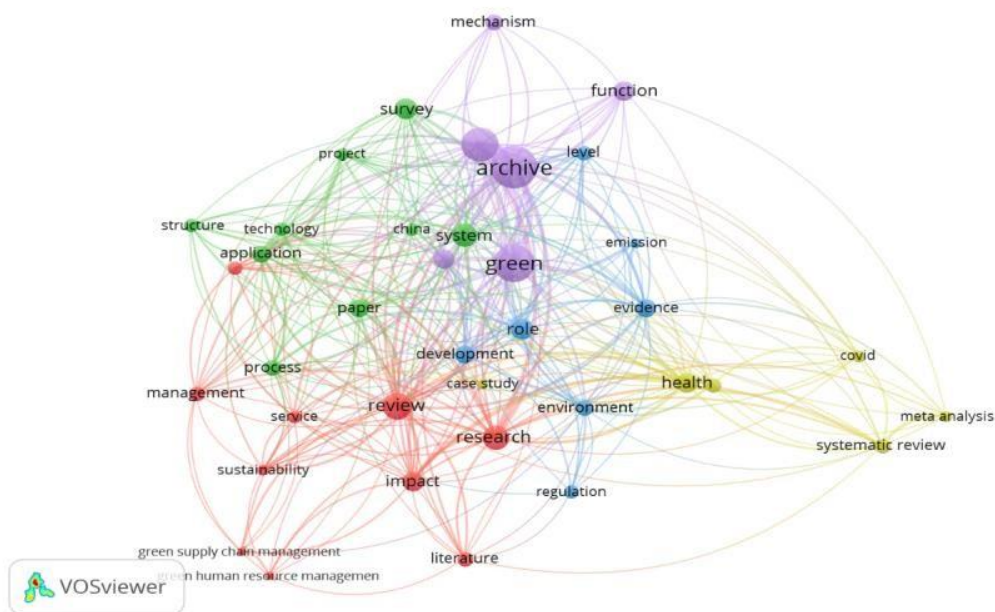 mechanism
function
survey
project
level
archive
structure
technology
china
system
emission
application
green
paper
evidence
role
development
covid
process
case study
health
management
review
environment
meta analysis
service
research
systematic review
sustainability
impact
regulation
green supply chain management
literature
green human resource managemen
VOSviewer